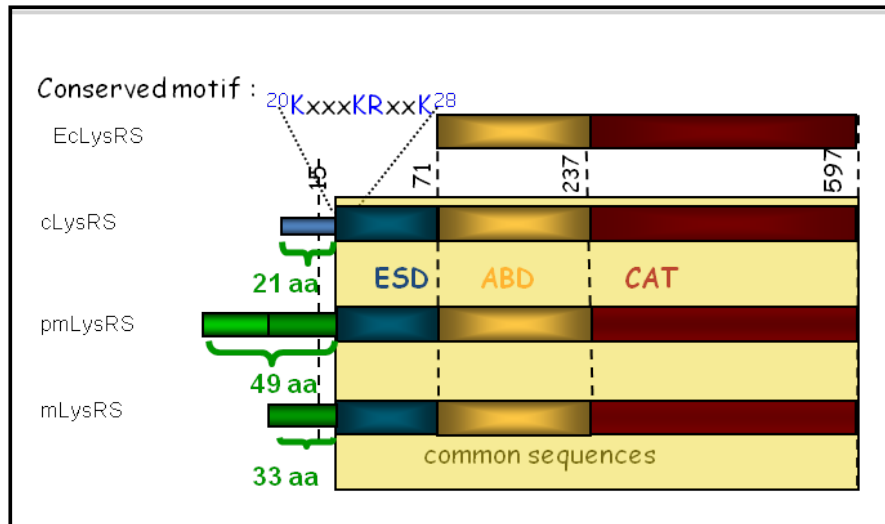 Conserved motif : ²⁰KxxxKRxxK²⁸
EcLysRS
15
71
237
597
cLysRS
21 aa
ESD
ABD
CAT
pmLysRS
49 aa
mLysRS
common sequences
33 aa